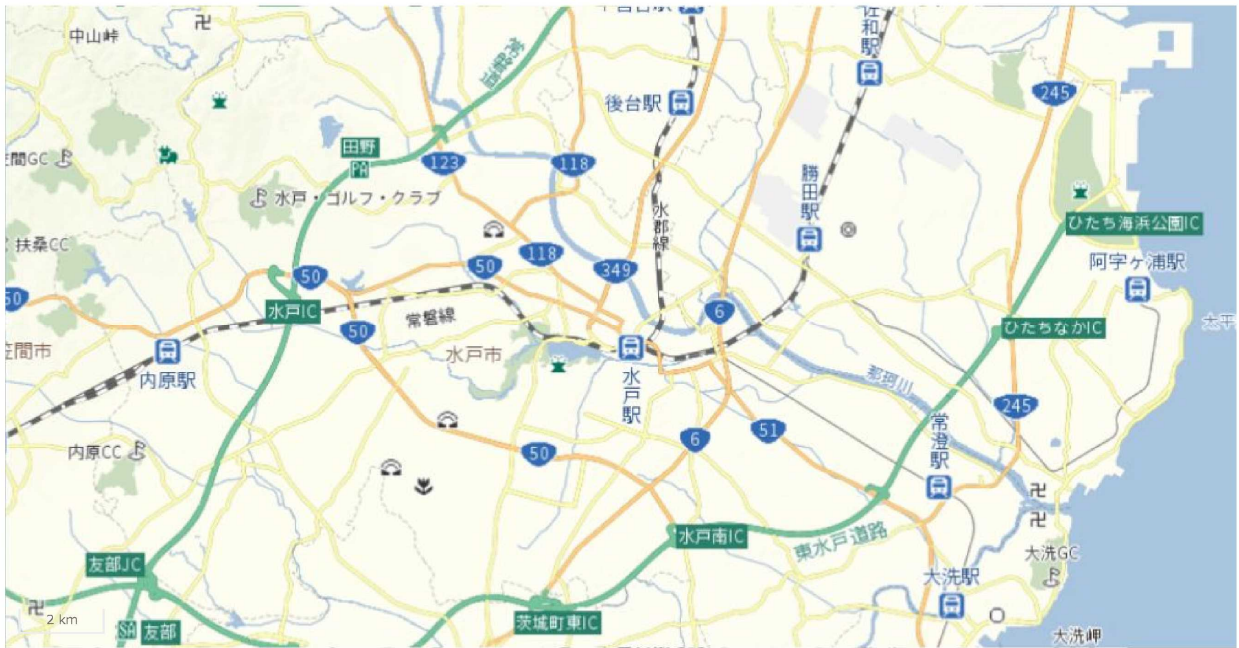 中山峠
常磐道
佐和駅
後台駅
245
田野
PA
123
118
水戸・ゴルフ・クラブ
水郡線
勝田駅
ひたち海浜公園IC
扶桑CC
阿字ヶ浦駅
50
50
50
118
349
6
水戸IC
常磐線
50
ひたちなかIC
笠間市
内原駅
水戸市
水戸駅
那珂川
245
内原CC
50
6
51
常澄駅
水戸南IC
東水戸道路
大洗GC
友部JC
大洗駅
2 km
SA
友部
茨城町東IC
大洗岬